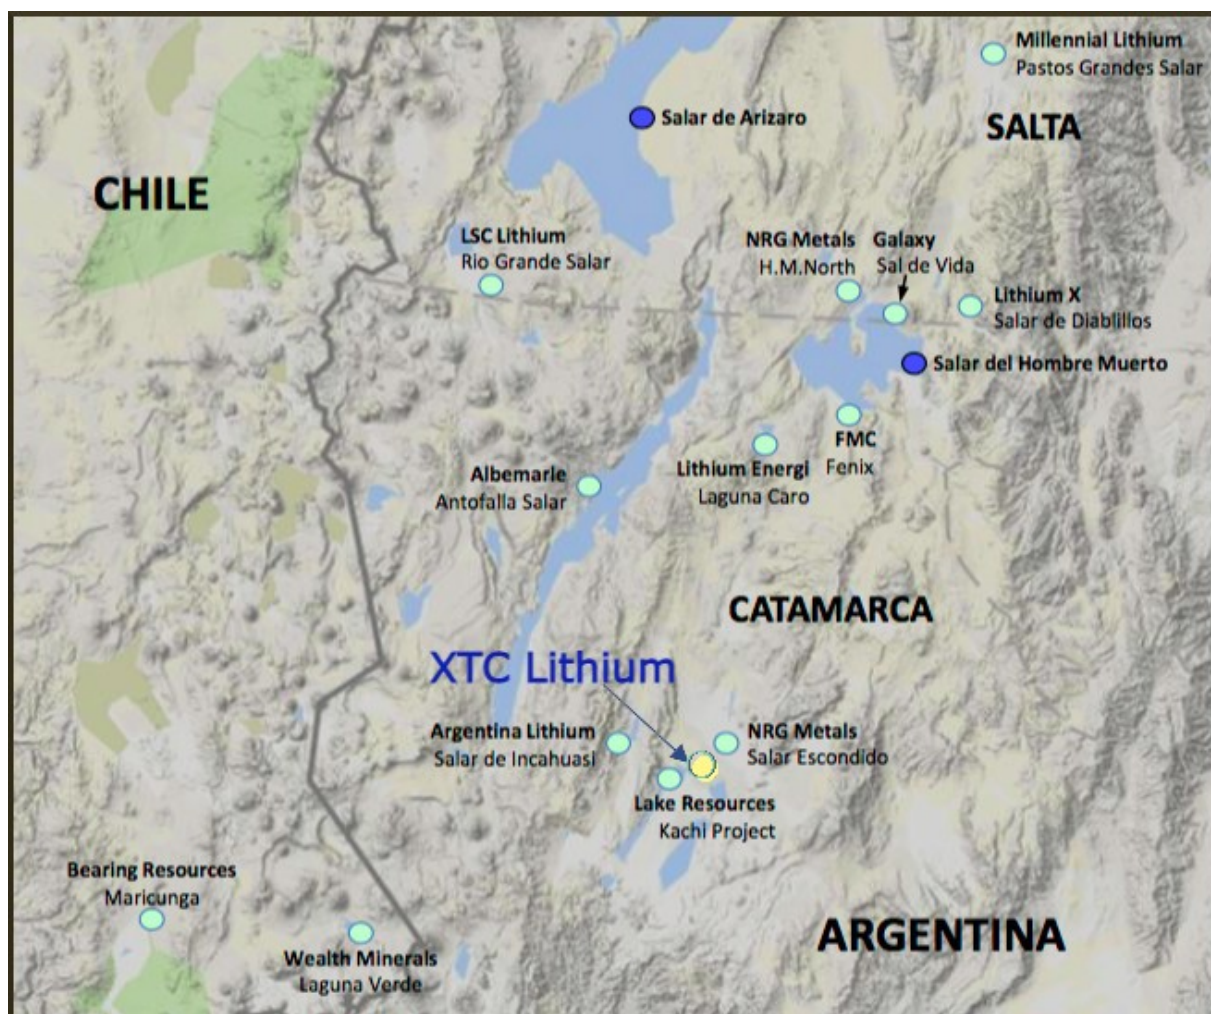 Millennial Lithium
Pastos Grandes Salar
Salar de Arizaro
SALTA
CHILE
LSC Lithium
Rio Grande Salar
NRG Metals
H.M.North
Galaxy
Sal de Vida
Lithium X
Salar de Diablillos
Salar del Hombre Muerto
FMC
Fenix
Lithium Energi
Laguna Caro
Albemarle
Antofalla Salar
CATAMARCA
XTC Lithium
Argentina Lithium
Salar de Incahuasi
NRG Metals
Salar Escondido
Lake Resources
Kachi Project
Bearing Resources
Maricunga
ARGENTINA
Wealth Minerals
Laguna Verde